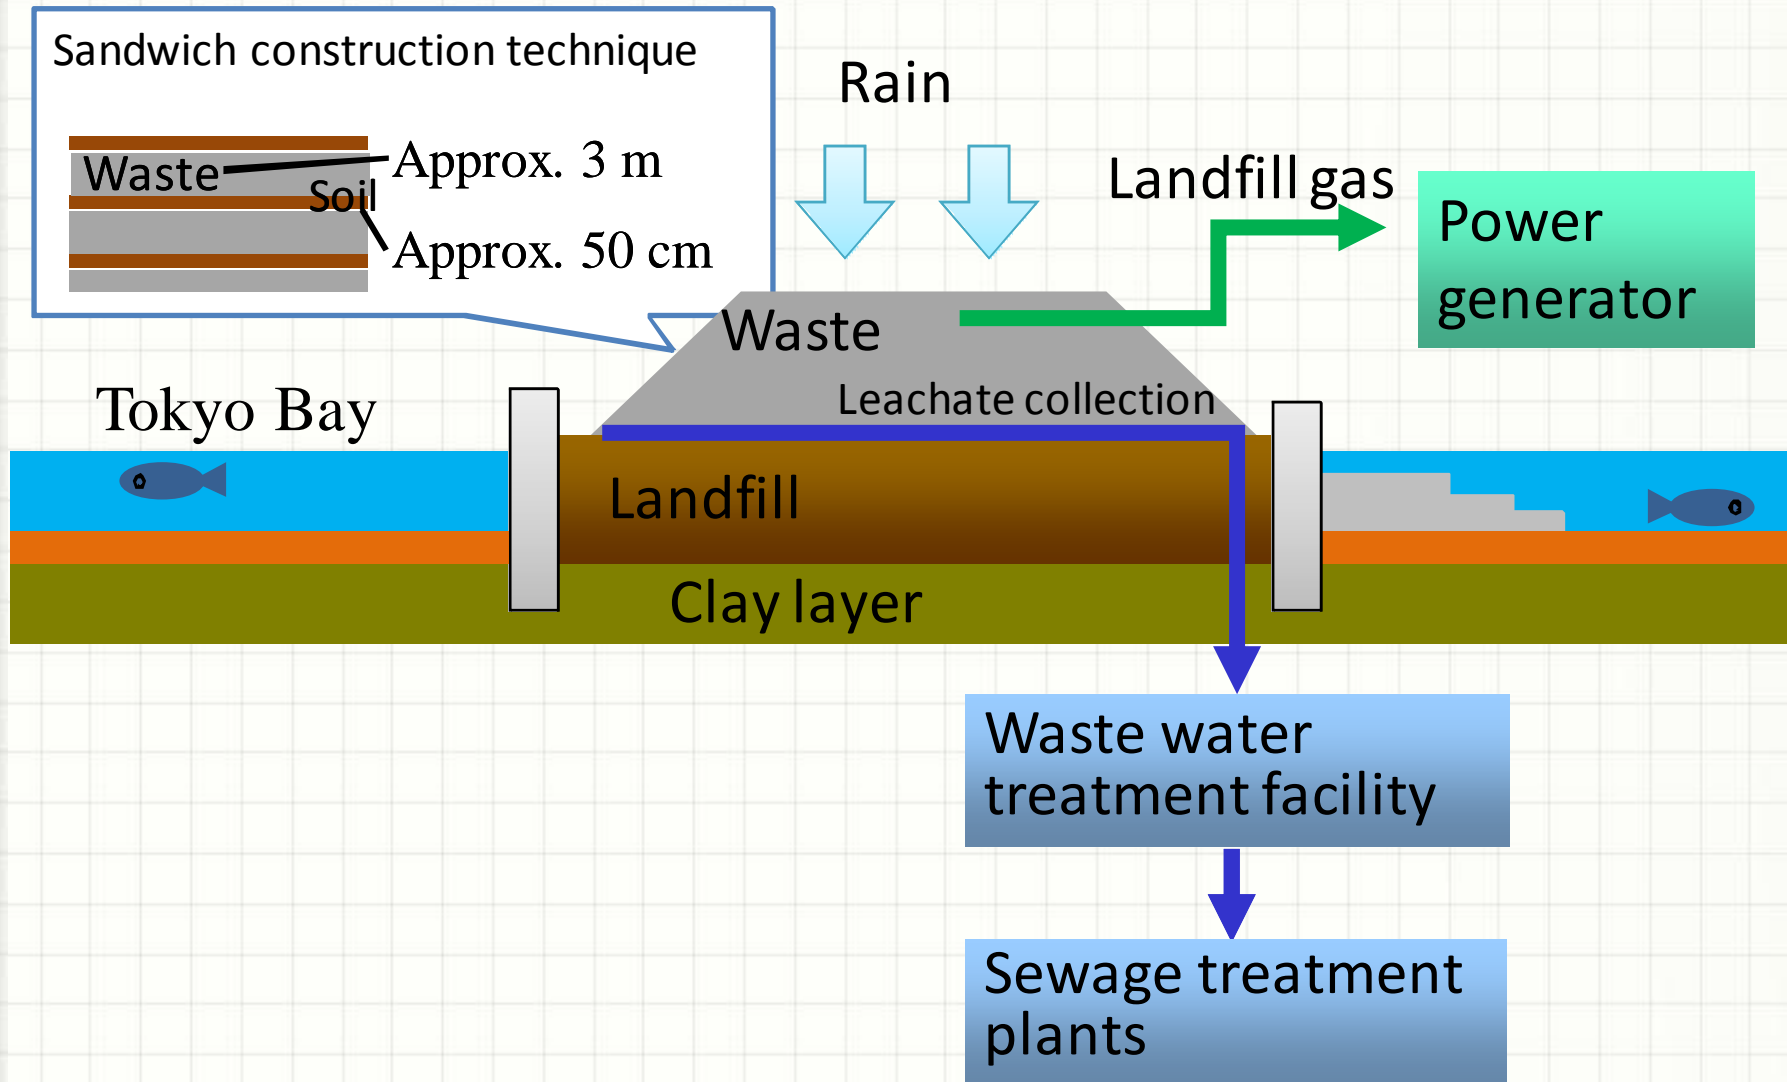 Sandwich construction technique
Waste
Approx. 3 m
Soil
Approx. 50 cm
Rain
Landfill gas
Power
generator
Waste
Leachate collection
Tokyo Bay
Landfill
Clay layer
Waste water
treatment facility
Sewage treatment
plants